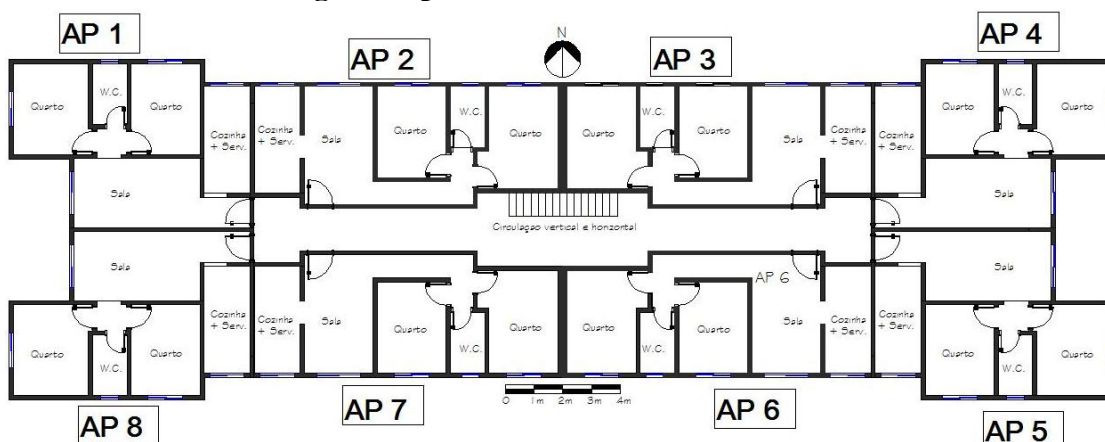 AP 1
AP 2
N
AP 3
AP 4
Quarto
W.C.
Quarto
Cozinha
+ Serv.
Cozinha
+ Serv.
Sala
Quarto
W.C.
Quarto
Quarto
W.C.
Quarto
Sala
Cozinha
+ Serv.
Cozinha
+ Serv.
Quarto
W.C.
Quarto
Sala
Sala
Circulaçao vertical e horizontal
Sala
Sala
AP 6
Quarto
W.C.
Quarto
Cozinha
+ Serv.
Cozinha
+ Serv.
Sala
Quarto
W.C.
Quarto
Quarto
W.C.
Quarto
Sala
Cozinha
+ Serv.
Cozinha
+ Serv.
Quarto
W.C.
Quarto
0 1m 2m 3m 4m
AP 8
AP 7
AP 6
AP 5